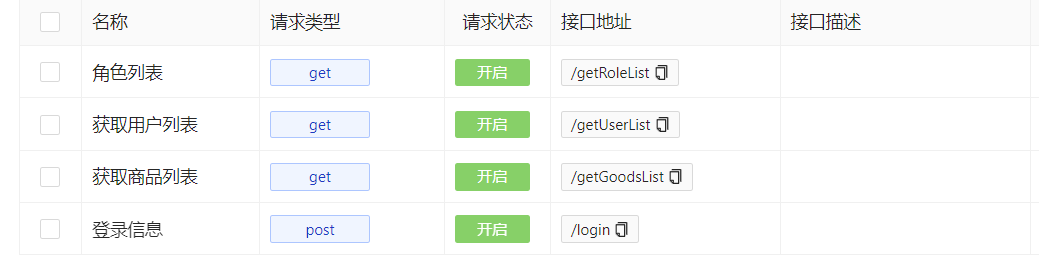 名称 请求类型 请求状态 接口地址 接口描述
角色列表 get 开启 /getRoleList
获取用户列表 get 开启 /getUserList
获取商品列表 get 开启 /getGoodsList
登录信息 post 开启 /login